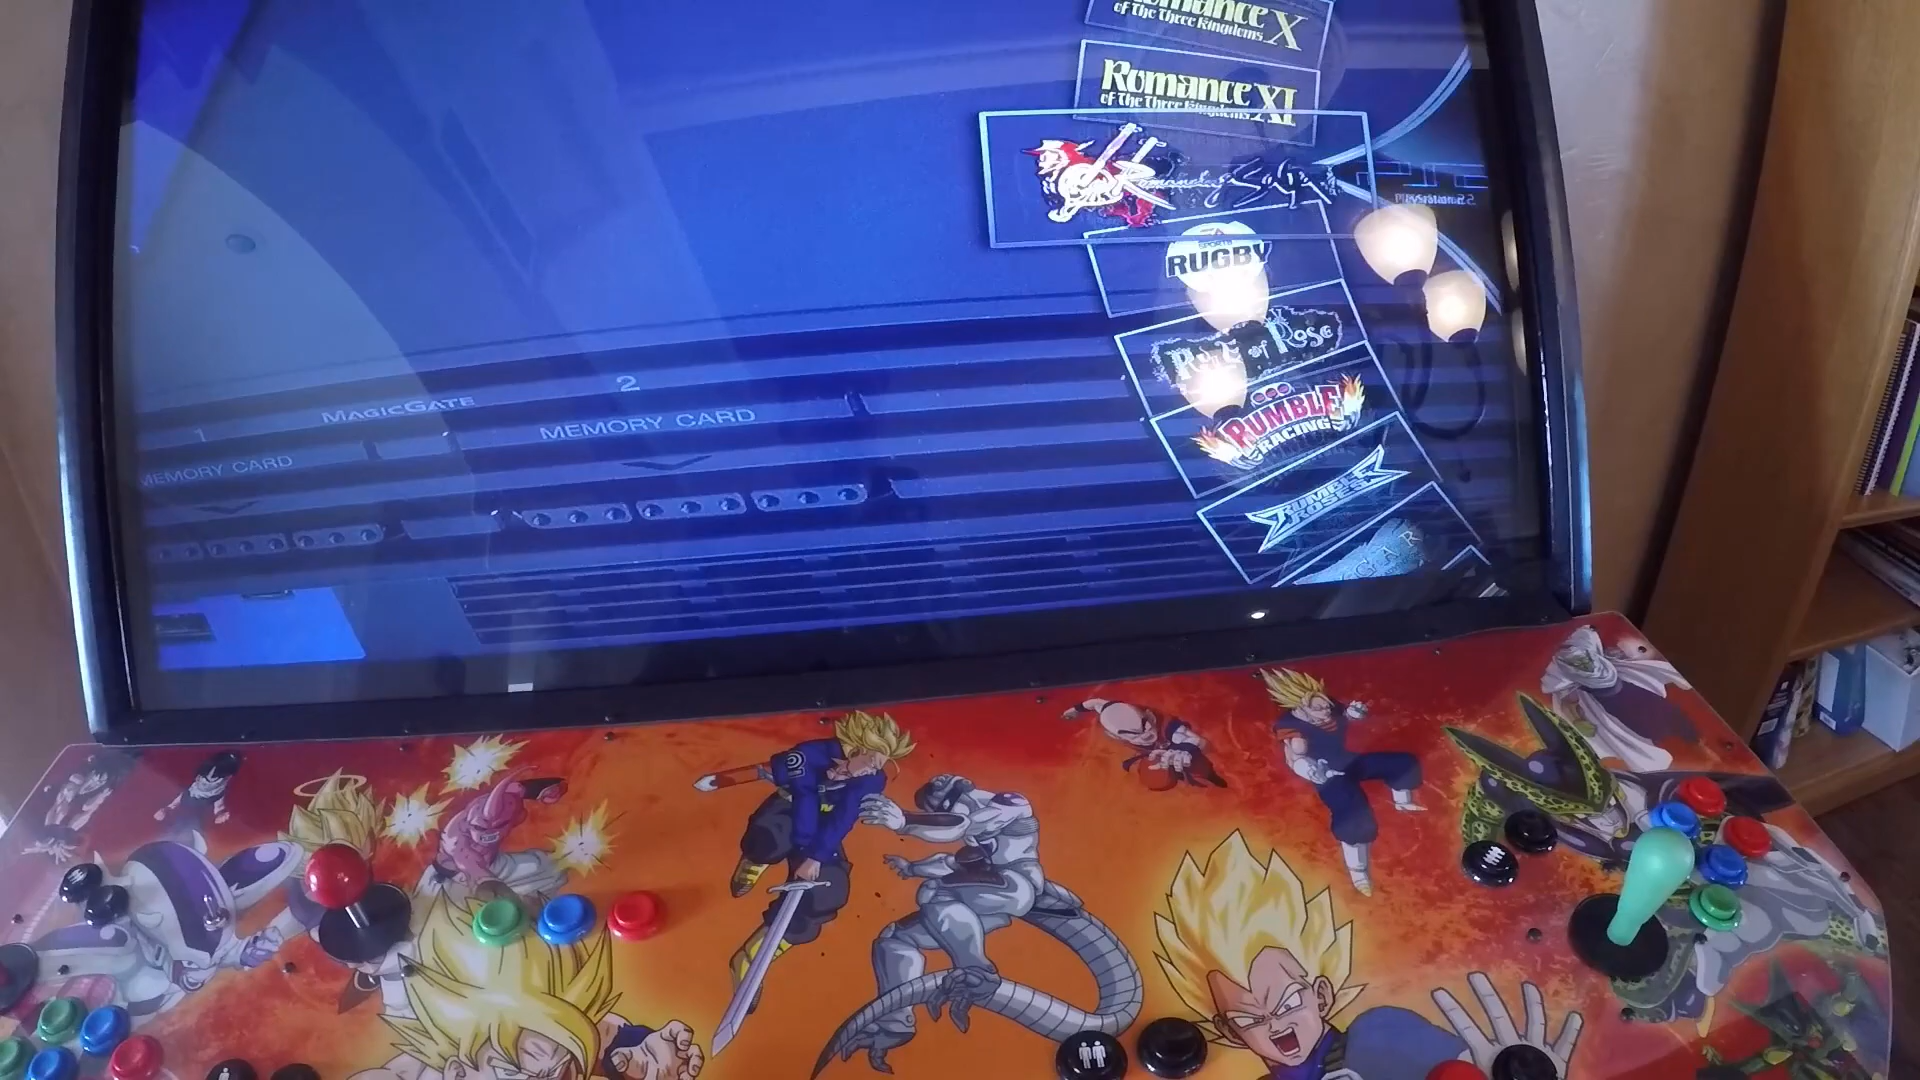 Romance X
of The Three Kingdoms
Romance XI
of The Three Kingdoms
Romancing SaGa
PlayStation 2
EA
SPORTS
RUGBY
Rule of Rose
RUMBLE
RACING
RUMBLE
ROSES
2
MAGICGATE
1
MEMORY CARD
MEMORY CARD